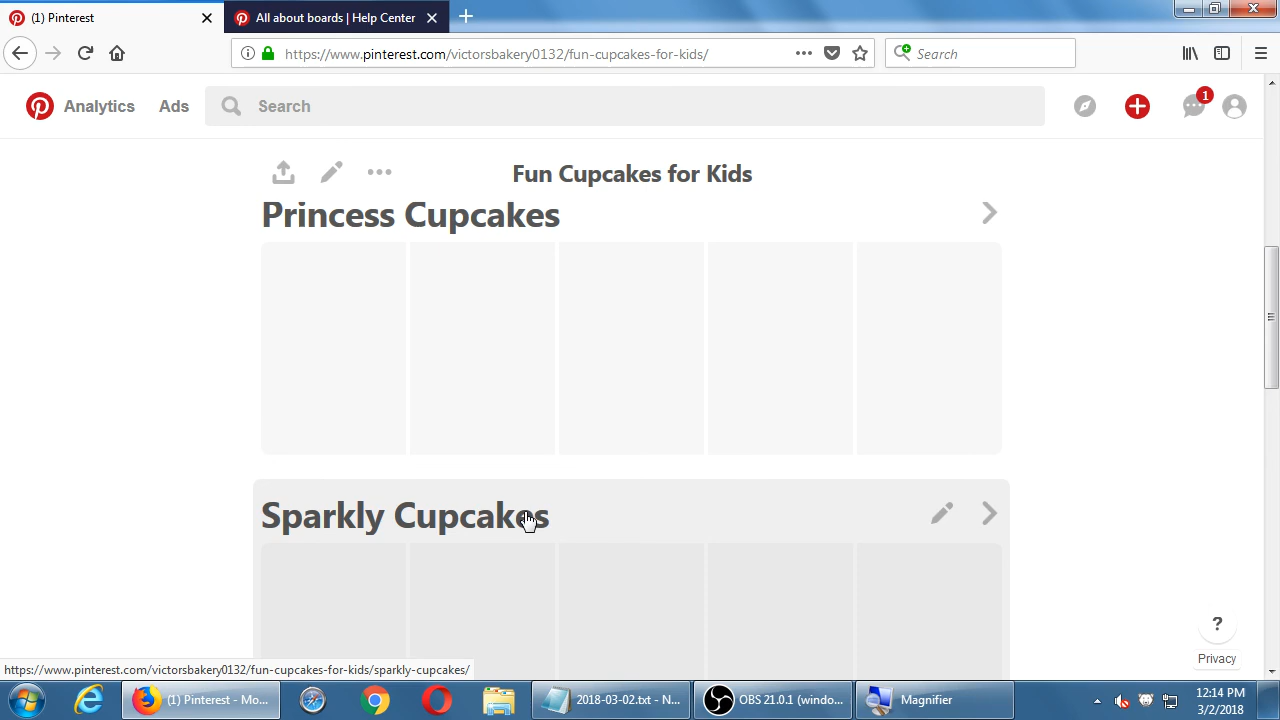 (1) Pinterest
All about boards | Help Center
https://www.pinterest.com/victorsbakery0132/fun-cupcakes-for-kids/
Search
Analytics
Ads
Search
1
Fun Cupcakes for Kids
Princess Cupcakes
Sparkly Cupcakes
?
Privacy
https://www.pinterest.com/victorsbakery0132/fun-cupcakes-for-kids/sparkly-cupcakes/
(1) Pinterest - Mo...
2018-03-02.txt - N...
OBS 21.0.1 (windo...
Magnifier
12:14 PM
3/2/2018